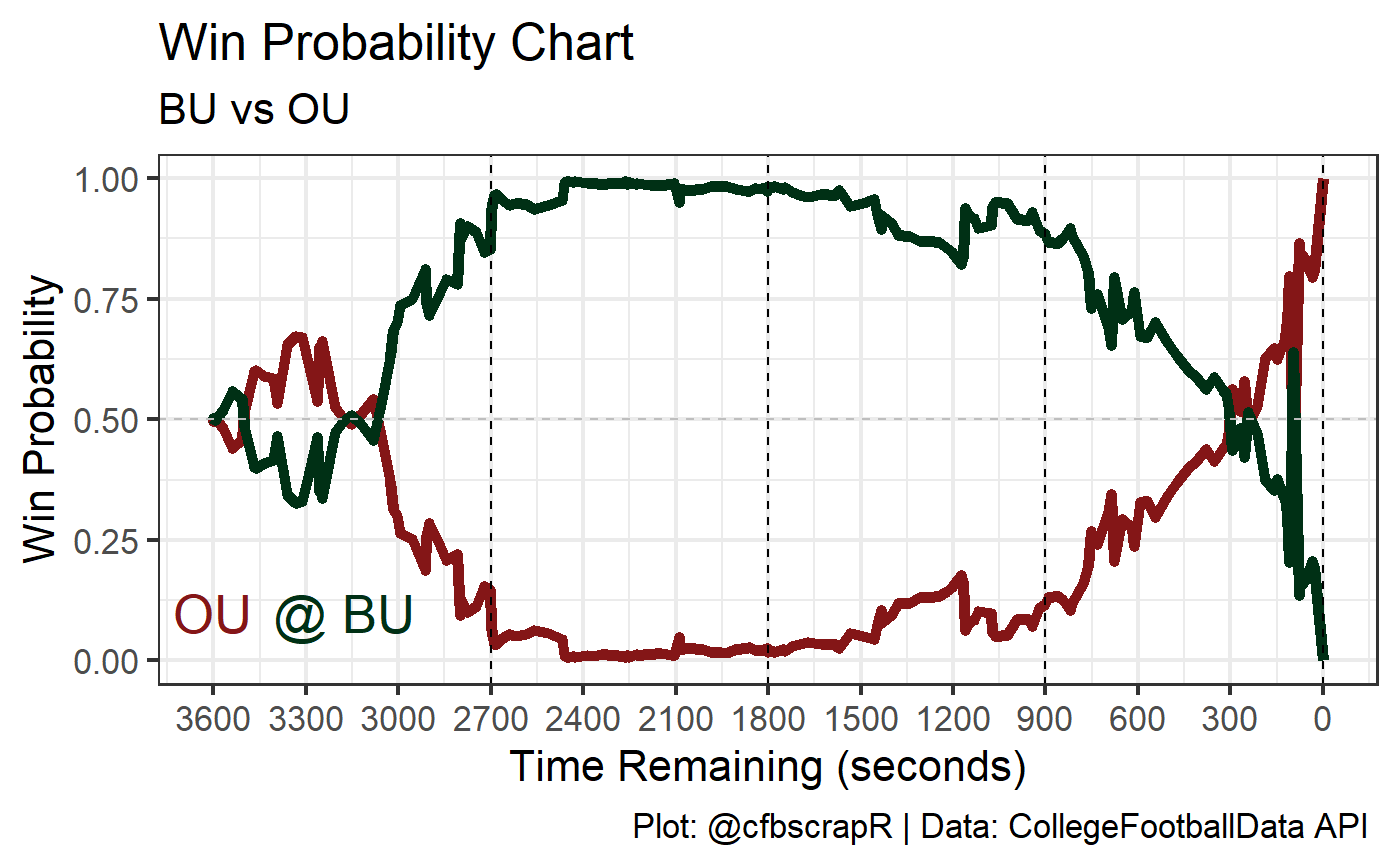 Win Probability Chart
BU vs OU
Win Probability
1.00
0.75
0.50
0.25
0.00
OU @ BU
3600 3300 3000 2700 2400 2100 1800 1500 1200 900 600 300 0
Time Remaining (seconds)
Plot: @cfbscrapR | Data: CollegeFootballData API